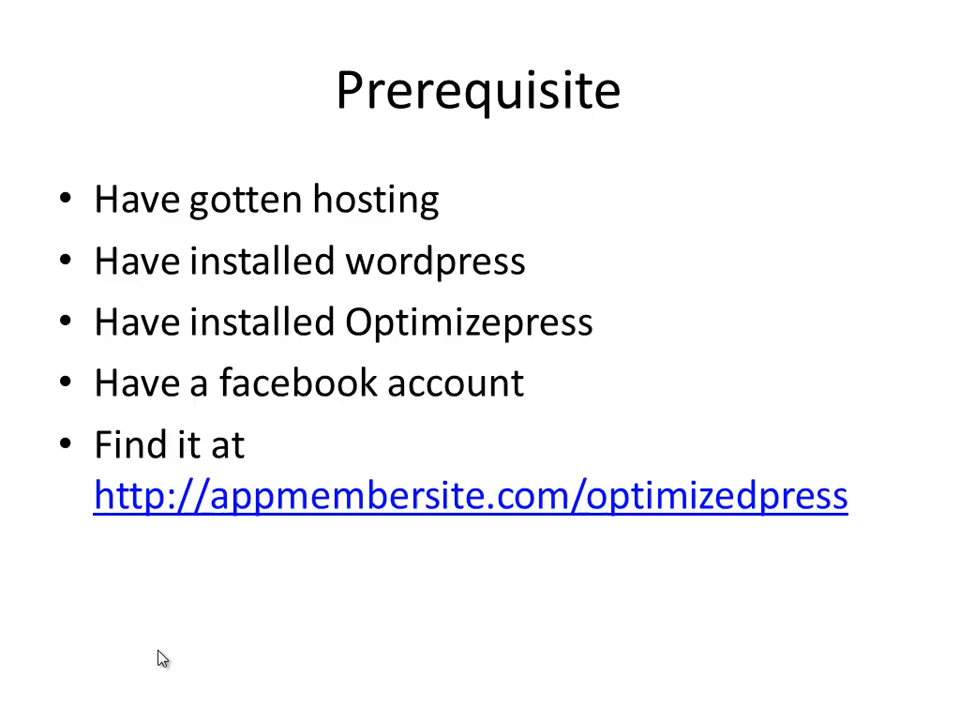 Prerequisite
• Have gotten hosting
• Have installed wordpress
• Have installed Optimizepress
• Have a facebook account
• Find it at
http://appmembersite.com/optimizedpress